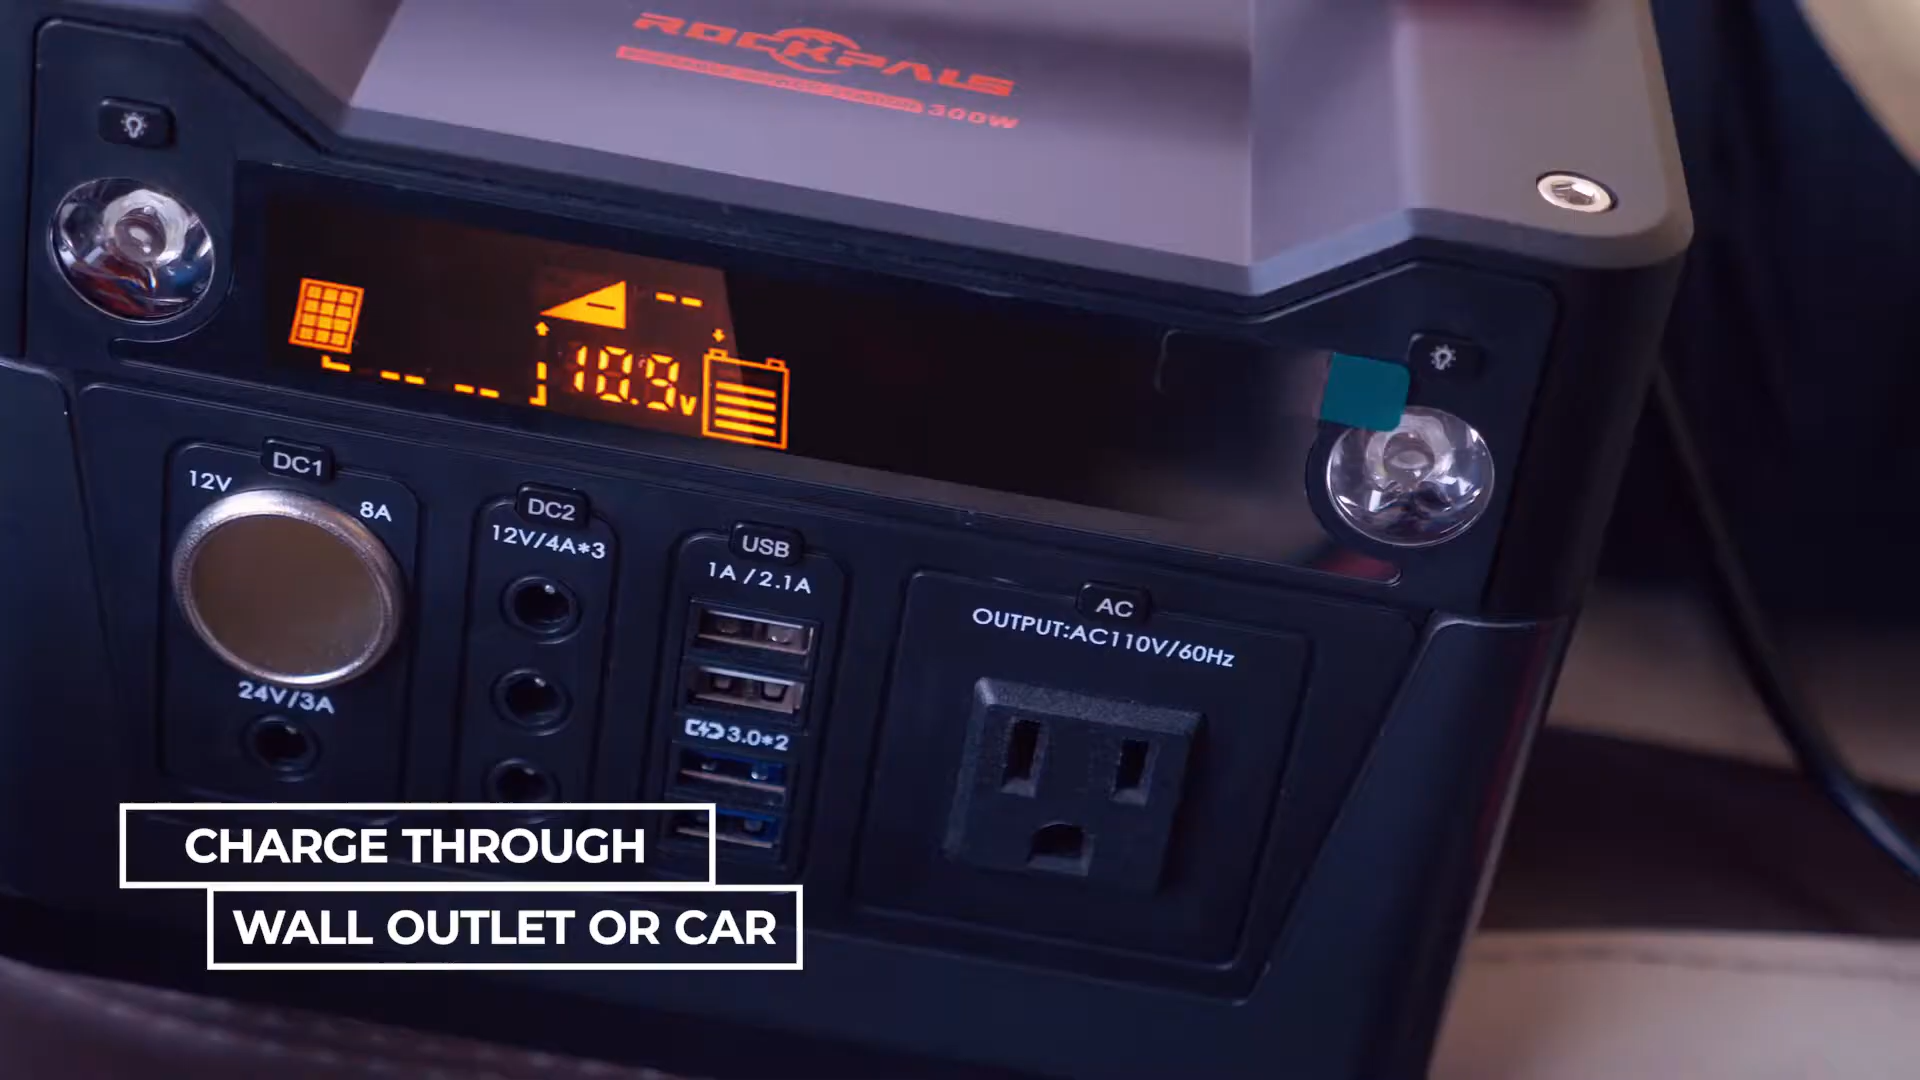 ROCKPALS
300W
10.9v
DC1
12V
8A
24V/3A
DC2
12V/4A*3
USB
1A/2.1A
3.0*2
AC
OUTPUT:AC110V/60Hz
CHARGE THROUGH
WALL OUTLET OR CAR